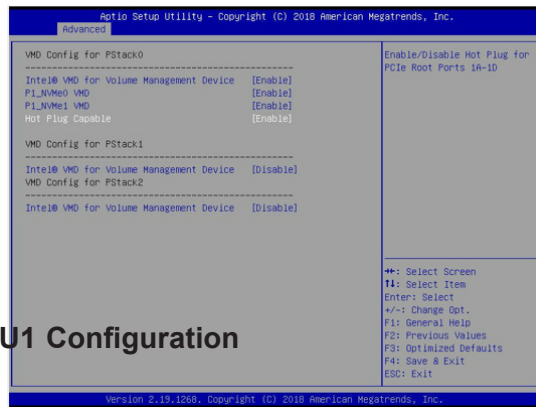 Aptio Setup Utility – Copyright (C) 2018 American Megatrends, Inc.
Advanced
VMD Config for PStack0
Intel® VMD for Volume Management Device [Enable]
P1_NVMe0 VMD [Enable]
P1_NVMe1 VMD [Enable]
Hot Plug Capable [Enable]
VMD Config for PStack1
Intel® VMD for Volume Management Device [Disable]
VMD Config for PStack2
Intel® VMD for Volume Management Device [Disable]
Enable/Disable Hot Plug for
PCIe Root Ports 1A-1D
→←: Select Screen
↑↓: Select Item
Enter: Select
+/-: Change Opt.
F1: General Help
F2: Previous Values
F3: Optimized Defaults
F4: Save & Exit
ESC: Exit
U1 Configuration
Version 2.19.1268. Copyright (C) 2018 American Megatrends, Inc.